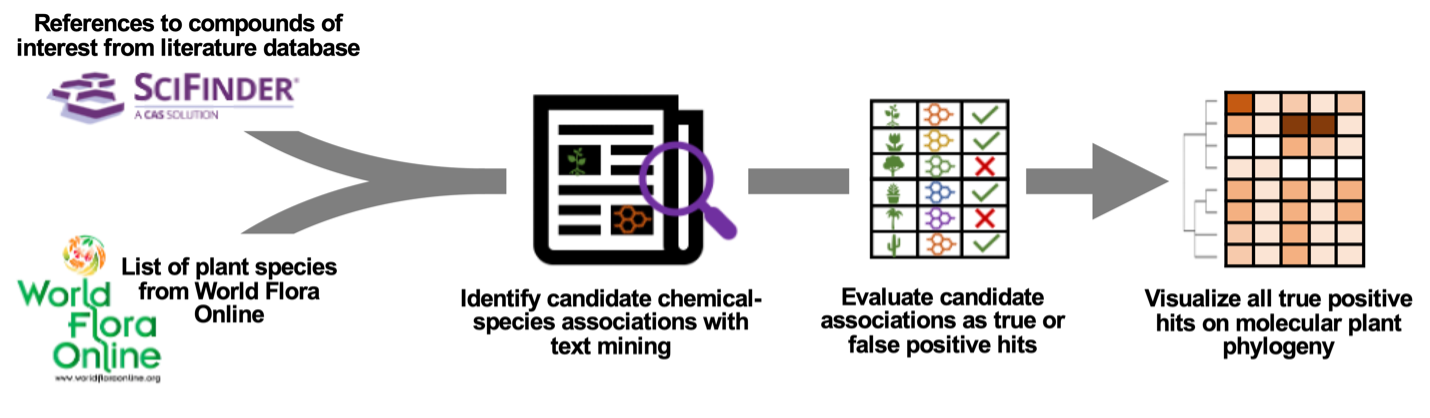 References to compounds of
interest from literature database
SCIFINDER®
A CAS SOLUTION
World
Flora
Online
www.worldfloraonline.org
List of plant species
from World Flora
Online
Identify candidate chemical-
species associations with
text mining
Evaluate candidate
associations as true or
false positive hits
Visualize all true positive
hits on molecular plant
phylogeny